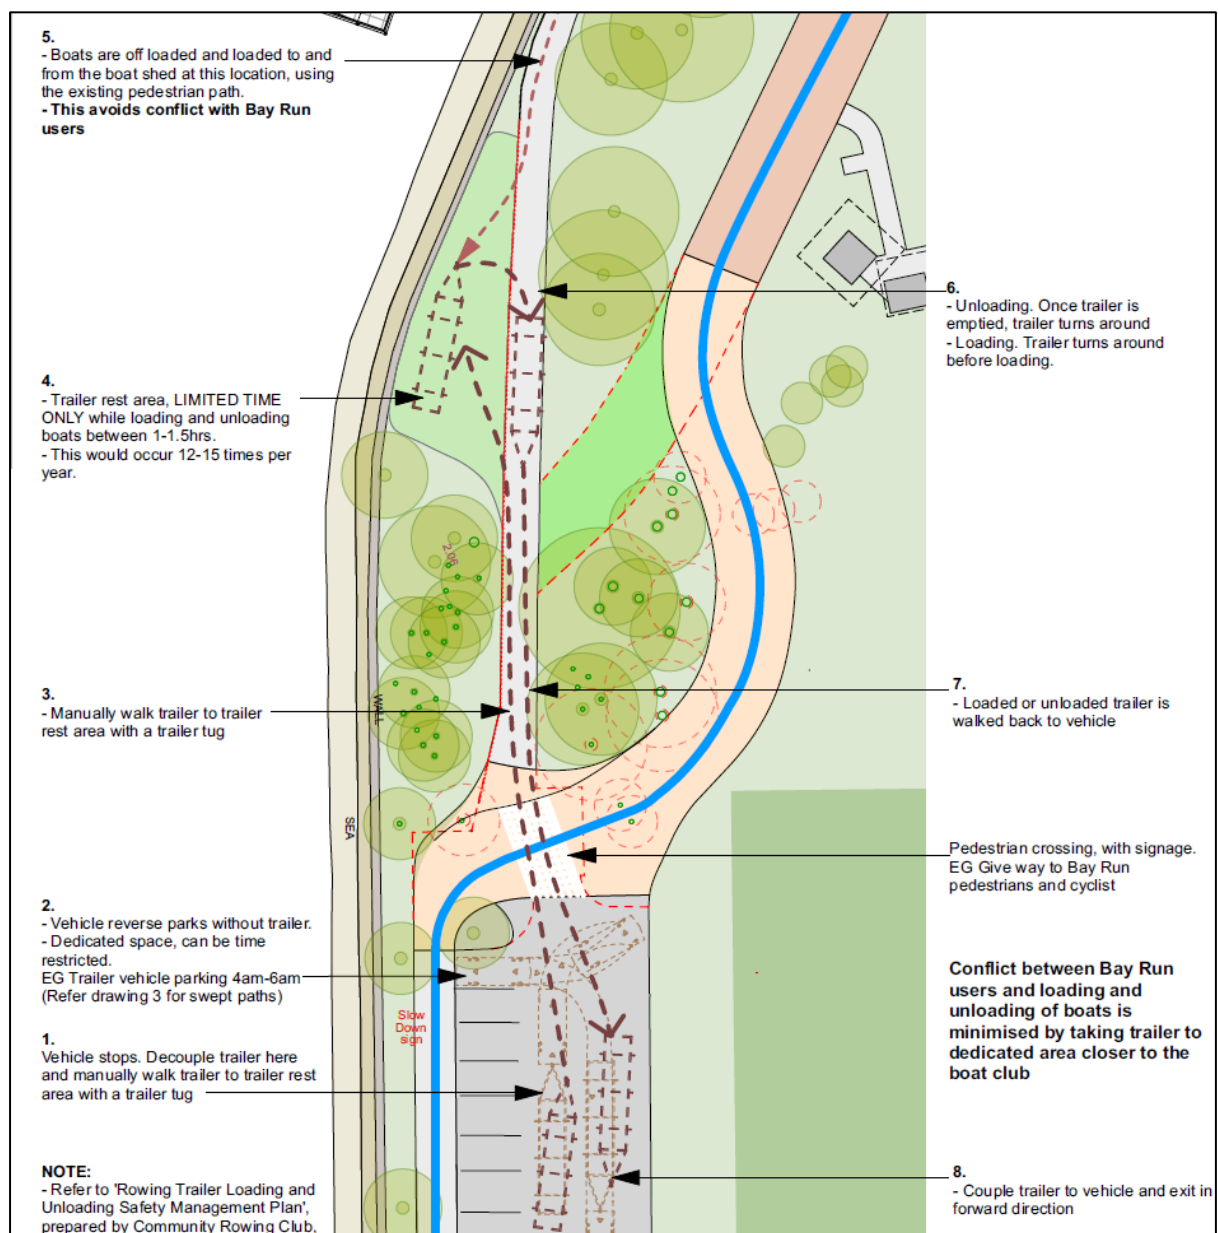 5.
- Boats are off loaded and loaded to and
from the boat shed at this location, using
the existing pedestrian path.
- This avoids conflict with Bay Run
users
6.
- Unloading. Once trailer is
emptied, trailer turns around
- Loading. Trailer turns around
before loading.
4.
- Trailer rest area, LIMITED TIME
ONLY while loading and unloading
boats between 1-1.5hrs.
- This would occur 12-15 times per
year.
2.06
3.
- Manually walk trailer to trailer
rest area with a trailer tug
WALL
7.
- Loaded or unloaded trailer is
walked back to vehicle
SEA
Pedestrian crossing, with signage.
EG Give way to Bay Run
pedestrians and cyclist
2.
- Vehicle reverse parks without trailer.
- Dedicated space, can be time
restricted.
EG Trailer vehicle parking 4am-6am
(Refer drawing 3 for swept paths)
Conflict between Bay Run
users and loading and
unloading of boats is
minimised by taking trailer to
dedicated area closer to the
boat club
Slow
Down
sign
1.
Vehicle stops. Decouple trailer here
and manually walk trailer to trailer rest
area with a trailer tug
NOTE:
- Refer to 'Rowing Trailer Loading and
Unloading Safety Management Plan',
prepared by Community Rowing Club,
8.
- Couple trailer to vehicle and exit in
forward direction